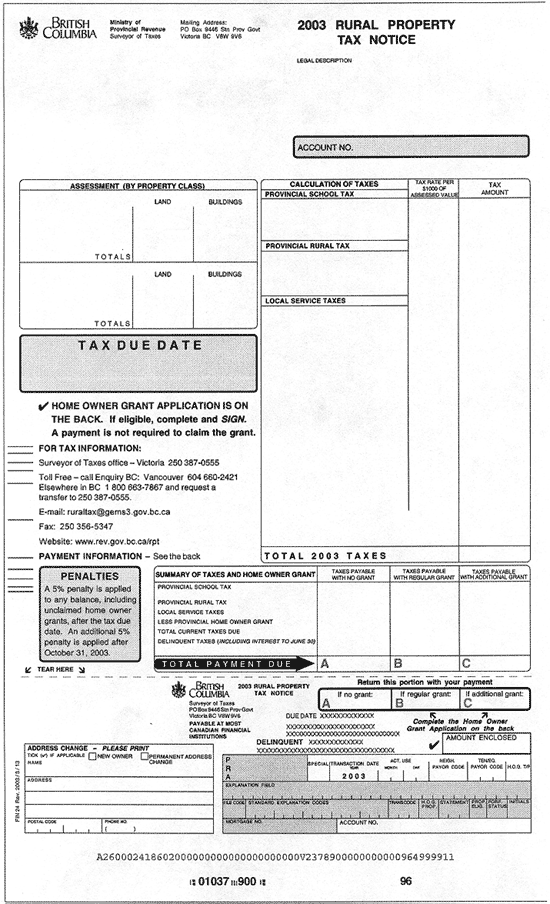 BRITISH COLUMBIA
Ministry of Provincial Revenue
Surveyor of Taxes
Mailing Address:
PO Box 9446 Stn Prov Govt
Victoria BC V8W 9V6
2003 RURAL PROPERTY
TAX NOTICE
LEGAL DESCRIPTION
ACCOUNT NO.
ASSESSMENT (BY PROPERTY CLASS)
LAND BUILDINGS
TOTALS
LAND BUILDINGS
TOTALS
CALCULATION OF TAXES
TAX RATE PER $1000 OF ASSESSED VALUE
TAX AMOUNT
PROVINCIAL SCHOOL TAX
PROVINCIAL RURAL TAX
LOCAL SERVICE TAXES
TOTAL 2003 TAXES
TAX DUE DATE
✓ HOME OWNER GRANT APPLICATION IS ON
THE BACK. If eligible, complete and SIGN.
A payment is not required to claim the grant.
FOR TAX INFORMATION:
Surveyor of Taxes office – Victoria 250 387-0555
Toll Free – call Enquiry BC: Vancouver 604 660-2421
Elsewhere in BC 1 800 663-7867 and request a
transfer to 250 387-0555.
E-mail: ruraltax@gems3.gov.bc.ca
Fax: 250 356-5347
Website: www.rev.gov.bc.ca/rpt
PAYMENT INFORMATION – See the back
PENALTIES
A 5% penalty is applied
to any balance, including
unclaimed home owner
grants, after the tax due
date. An additional 5%
penalty is applied after
October 31, 2003.
TEAR HERE
SUMMARY OF TAXES AND HOME OWNER GRANT
TAXES PAYABLE WITH NO GRANT
TAXES PAYABLE WITH REGULAR GRANT
TAXES PAYABLE WITH ADDITIONAL GRANT
PROVINCIAL SCHOOL TAX
PROVINCIAL RURAL TAX
LOCAL SERVICE TAXES
LESS PROVINCIAL HOME OWNER GRANT
TOTAL CURRENT TAXES DUE
DELINQUENT TAXES (INCLUDING INTEREST TO JUNE 30)
TOTAL PAYMENT DUE A B C
BRITISH COLUMBIA
Surveyor of Taxes
PO Box 9446 Stn Prov Govt
Victoria BC V8W 9V6
PAYABLE AT MOST
CANADIAN FINANCIAL
INSTITUTIONS
2003 RURAL PROPERTY
TAX NOTICE
Return this portion with your payment
If no grant: A
If regular grant: B
If additional grant: C
DUE DATE XXXXXXXXXXXXX
XXXXXXXXXXXXXXXXXXXXXX
XXXXXXXXXXXXXXXXXXXXXX
DELINQUENT XXXXXXXXXXXXX
Complete the Home Owner
Grant Application on the back
✓ AMOUNT ENCLOSED
ADDRESS CHANGE – PLEASE PRINT
TICK (✓) IF APPLICABLE NEW OWNER PERMANENT ADDRESS CHANGE
NAME
ADDRESS
POSTAL CODE PHONE NO.
( )
FIN 24 Rev. 2003/5/13
P
R
A
SPECIAL TRANSACTION DATE
YEAR MONTH DAY
2003
ACT. USE
NEIGH. PAYOR CODE
TEN/EG. PAYOR CODE
H.O.G. T/P
EXPLANATION FIELD
FILE CODE STANDARD EXPLANATION CODES TRANSCODE H.O.G. PROP. STATEMENT PROP. ELIG. FORF. STATUS INITIALS
MORTGAGE NO. ACCOUNT NO.
A2600024186020000000000000000000V2378900000000000964999911
01037 900 96